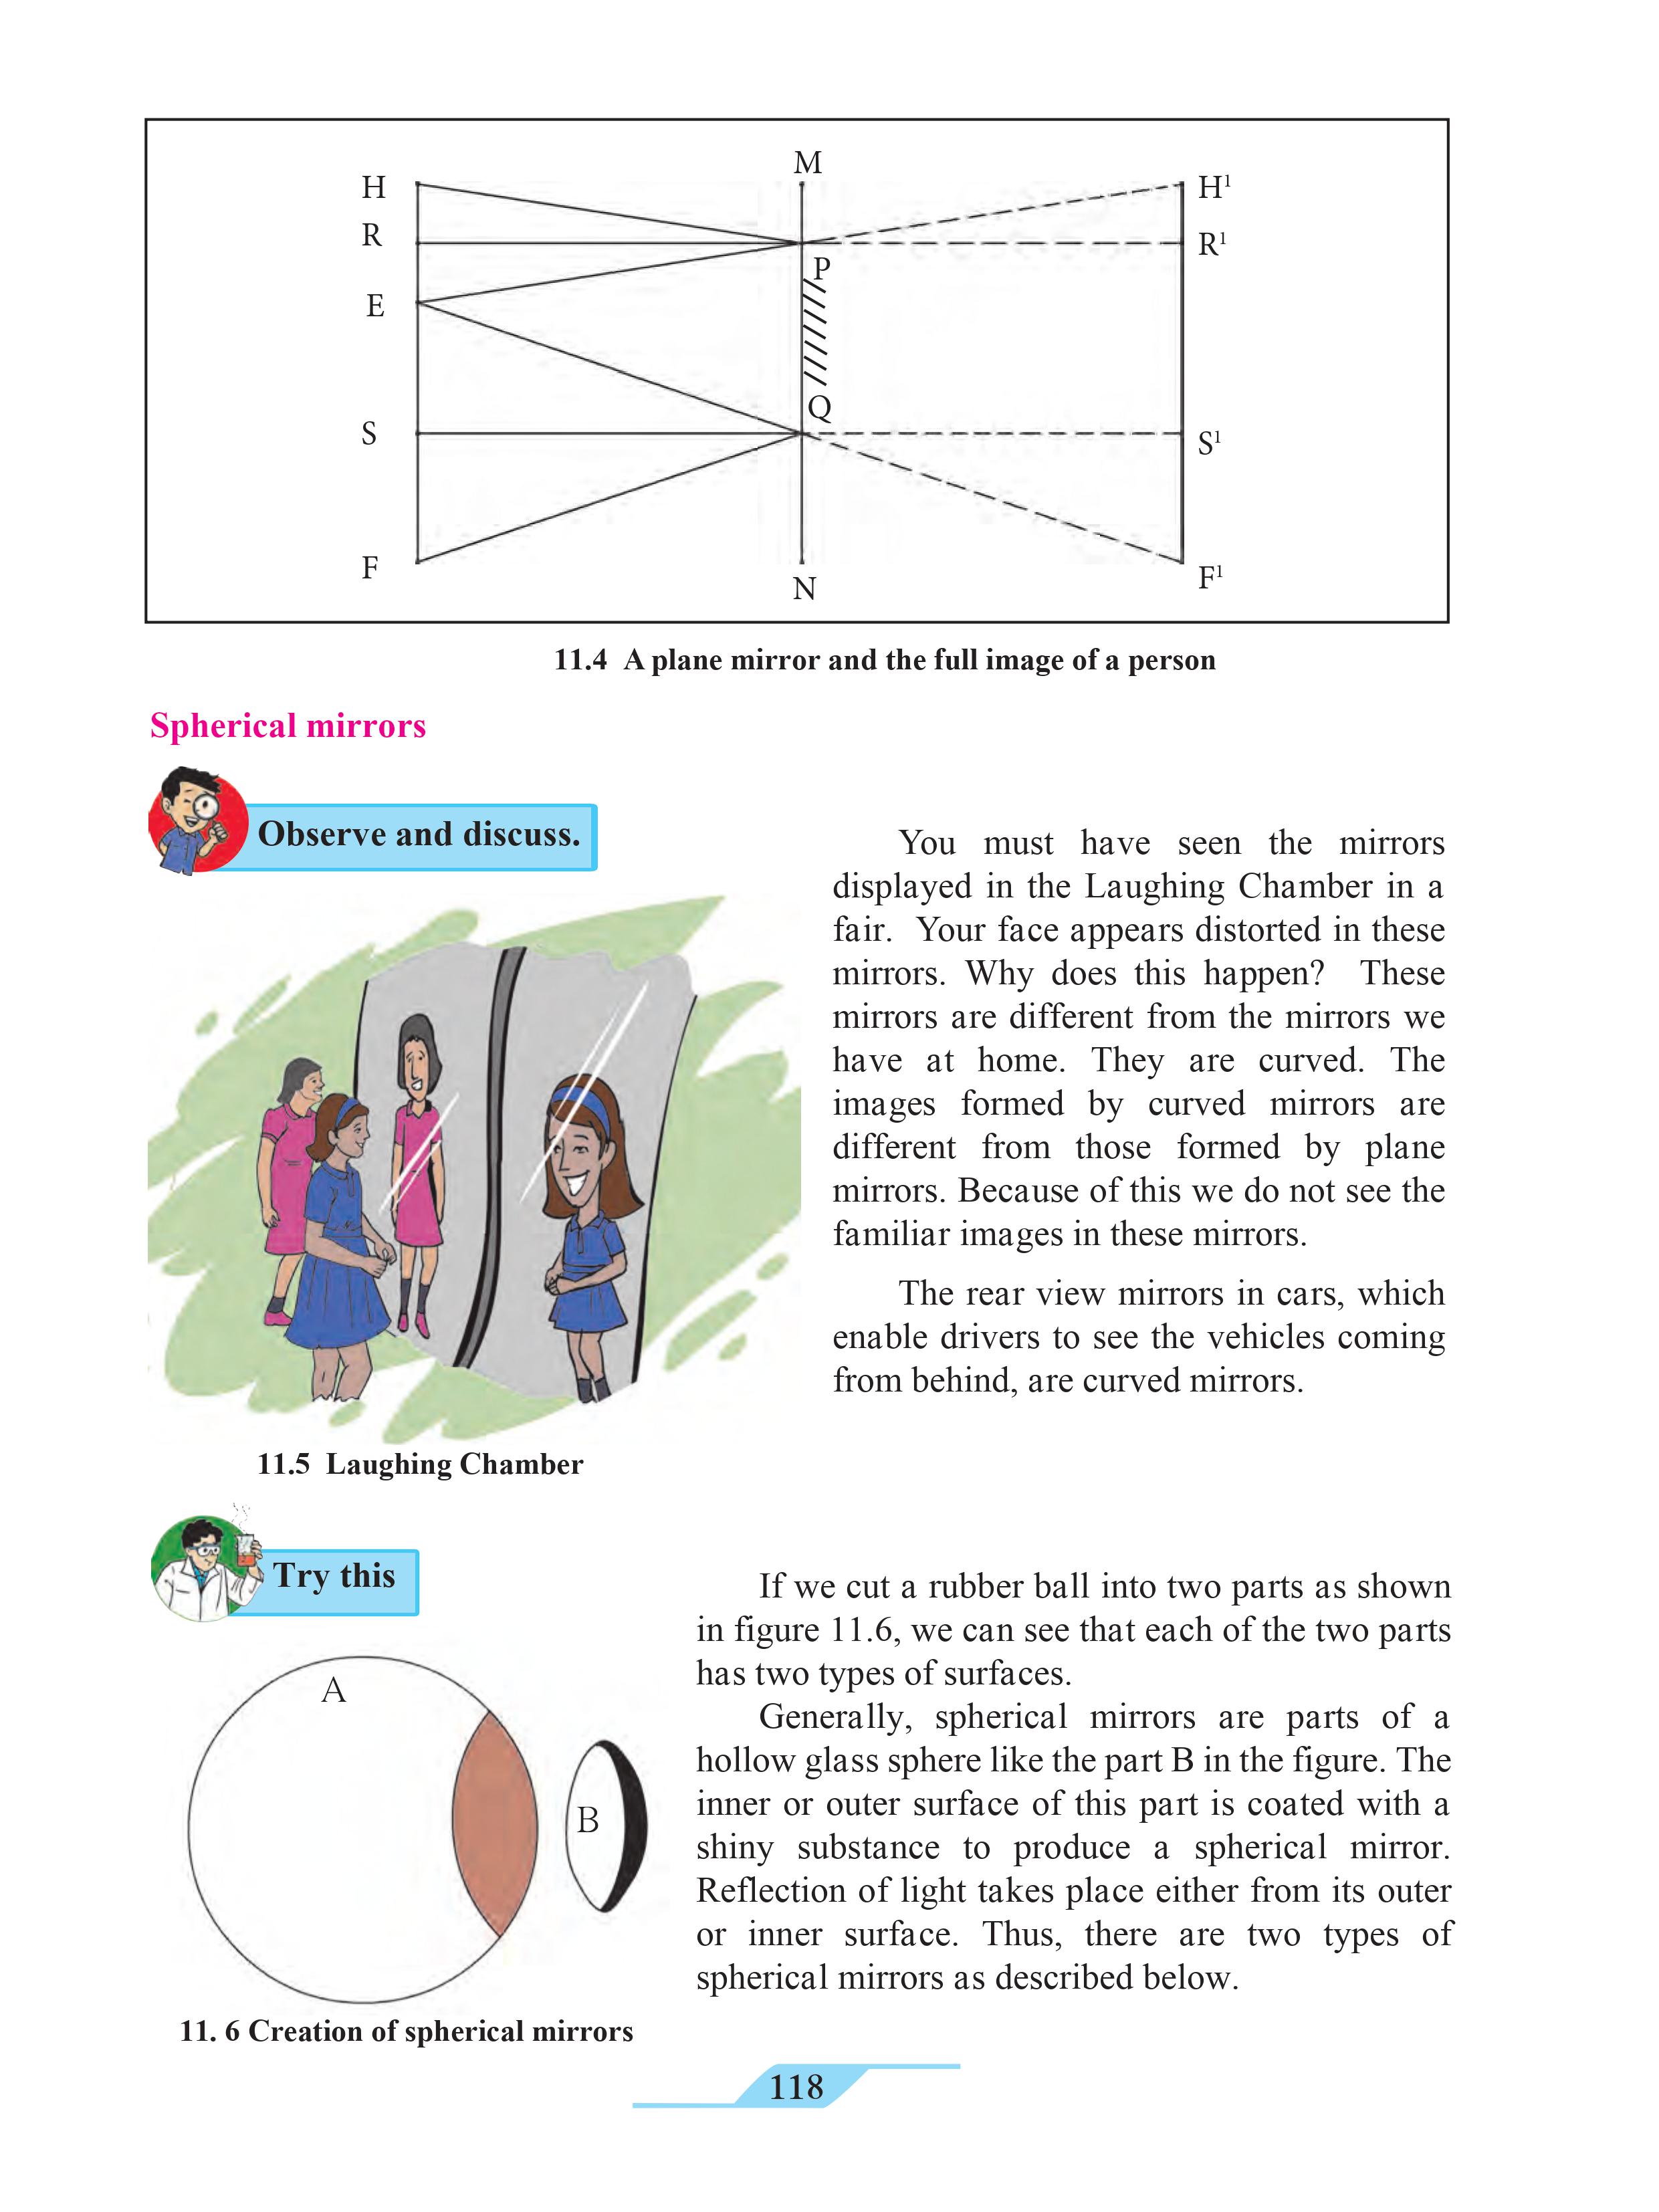 M
H
H¹
R
R¹
P
E
Q
S
S¹
F
F¹
N
11.4 A plane mirror and the full image of a person
Spherical mirrors
Observe and discuss.
You must have seen the mirrors
displayed in the Laughing Chamber in a
fair. Your face appears distorted in these
mirrors. Why does this happen? These
mirrors are different from the mirrors we
have at home. They are curved. The
images formed by curved mirrors are
different from those formed by plane
mirrors. Because of this we do not see the
familiar images in these mirrors.
The rear view mirrors in cars, which
enable drivers to see the vehicles coming
from behind, are curved mirrors.
11.5 Laughing Chamber
Try this
A
B
11. 6 Creation of spherical mirrors
If we cut a rubber ball into two parts as shown
in figure 11.6, we can see that each of the two parts
has two types of surfaces.
Generally, spherical mirrors are parts of a
hollow glass sphere like the part B in the figure. The
inner or outer surface of this part is coated with a
shiny substance to produce a spherical mirror.
Reflection of light takes place either from its outer
or inner surface. Thus, there are two types of
spherical mirrors as described below.
118